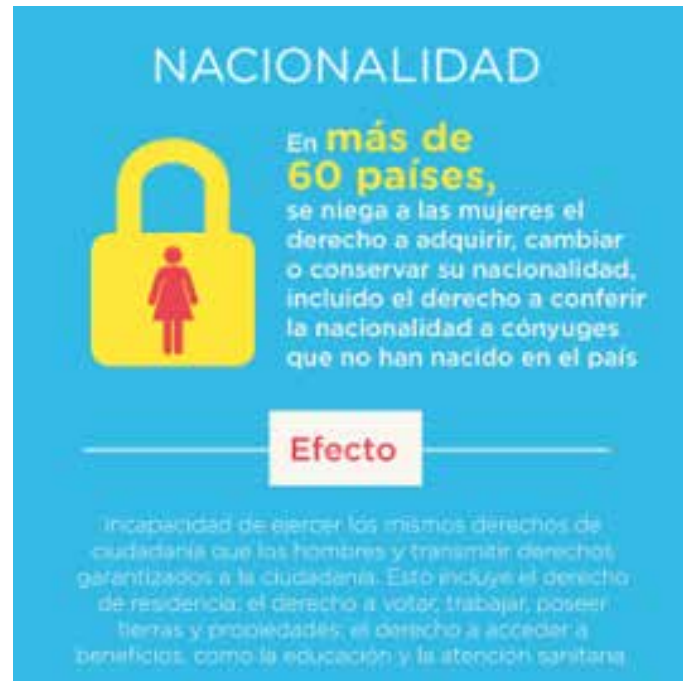 NACIONALIDAD
En más de
60 países,
se niega a las mujeres el
derecho a adquirir, cambiar
o conservar su nacionalidad,
incluido el derecho a conferir
la nacionalidad a cónyuges
que no han nacido en el país
Efecto
Incapacidad de ejercer los mismos derechos de
ciudadanía que los hombres y transmitir derechos
garantizados a la ciudadanía. Esto incluye el derecho
de residencia; el derecho a votar, trabajar, poseer
tierras y propiedades; el derecho a acceder a
beneficios, como la educación y la atención sanitaria